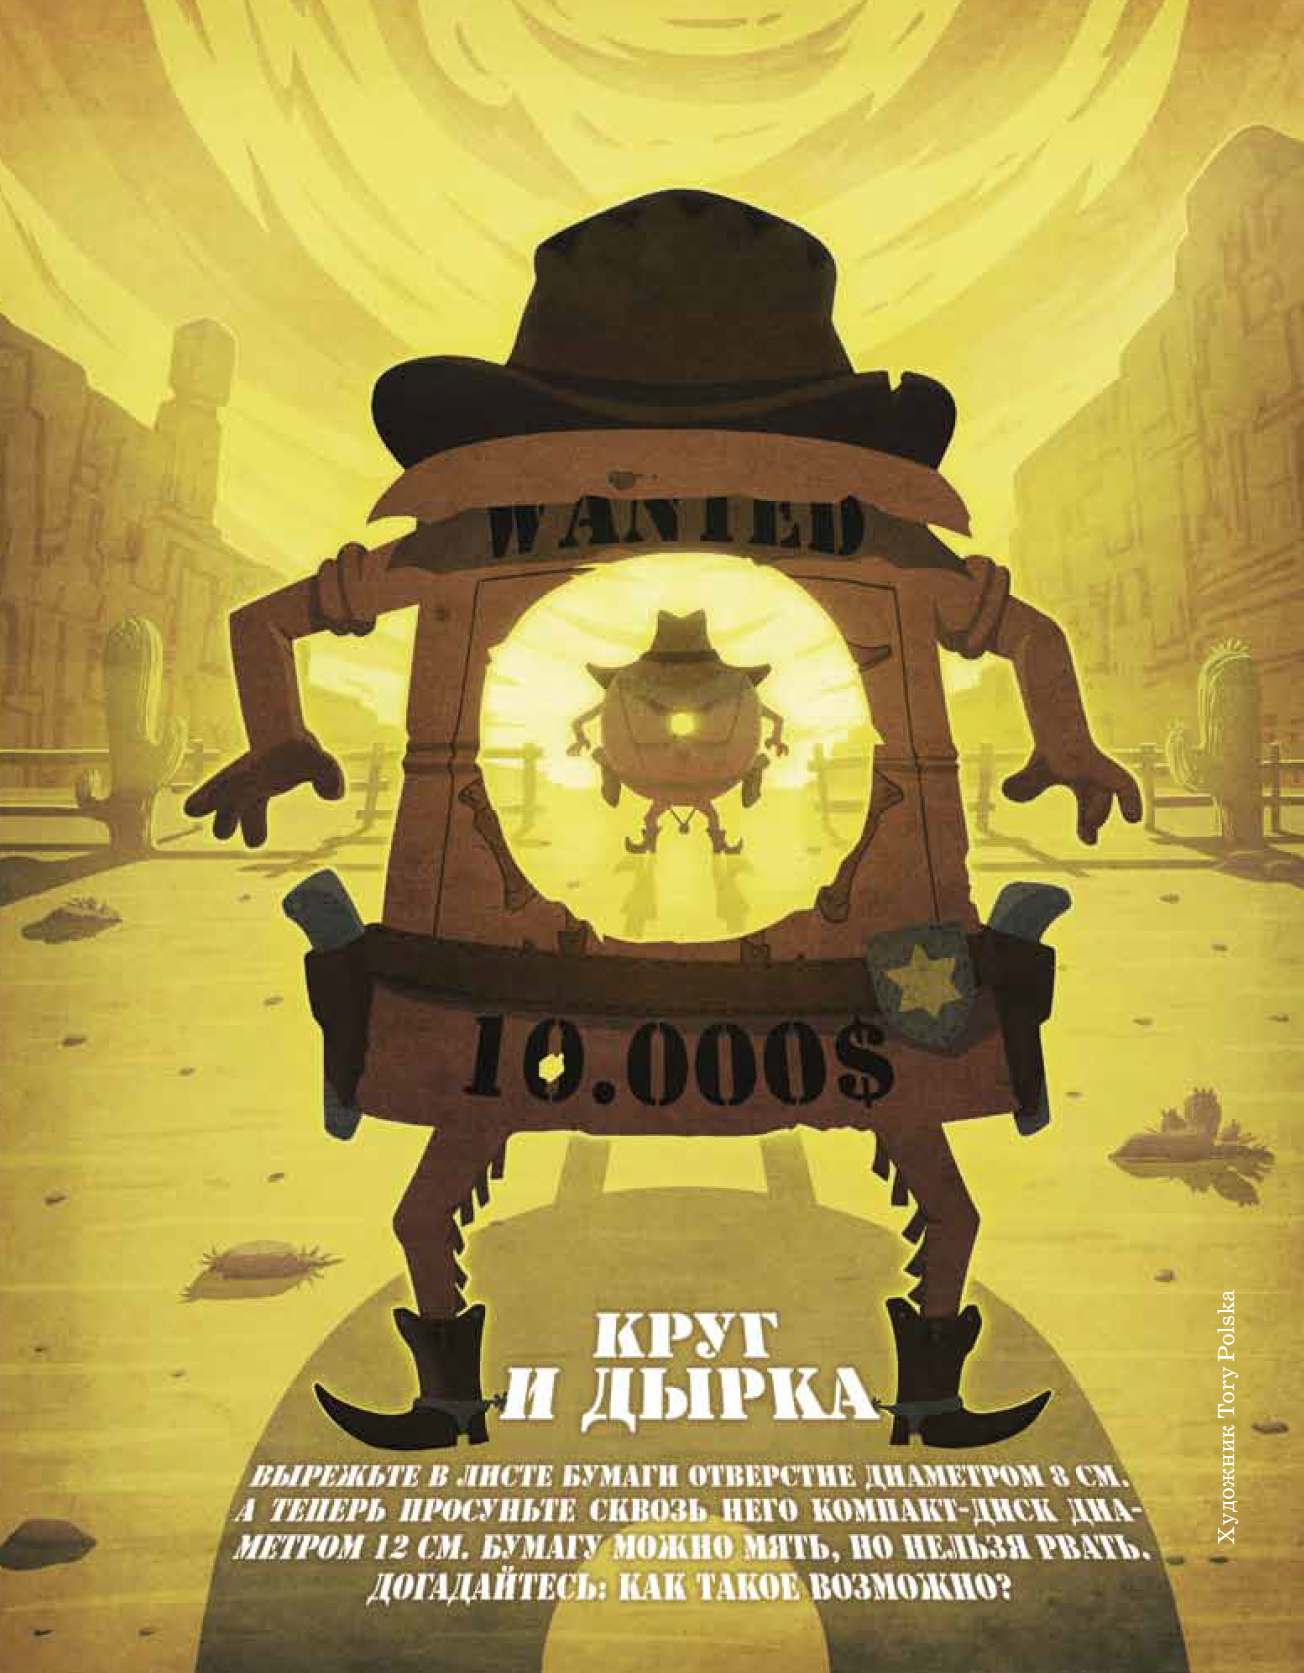 WANTED
10.000$
КРУГ
И ДЫРКА
ВЫРЕЖЬТЕ В ЛИСТЕ БУМАГИ ОТВЕРСТИЕ ДИАМЕТРОМ 8 СМ.
А ТЕПЕРЬ ПРОСУНЬТЕ СКВОЗЬ НЕГО КОМПАКТ-ДИСК ДИА-
МЕТРОМ 12 СМ. БУМАГУ МОЖНО МЯТЬ, НО НЕЛЬЗЯ РВАТЬ.
ДОГАДАЙТЕСЬ: КАК ТАКОЕ ВОЗМОЖНО?
Художник Tory Polska